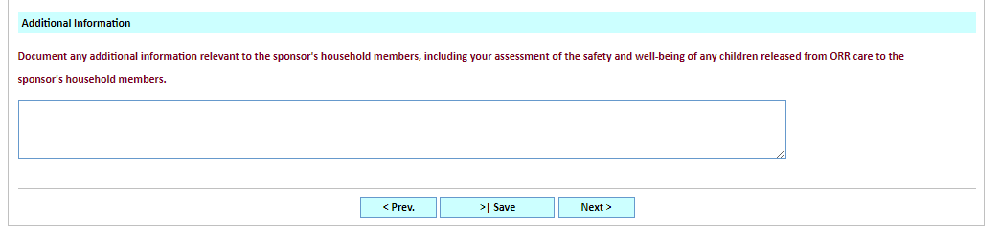 Additional Information
Document any additional information relevant to the sponsor's household members, including your assessment of the safety and well-being of any children released from ORR care to the
sponsor's household members.
< Prev.
>| Save
Next >